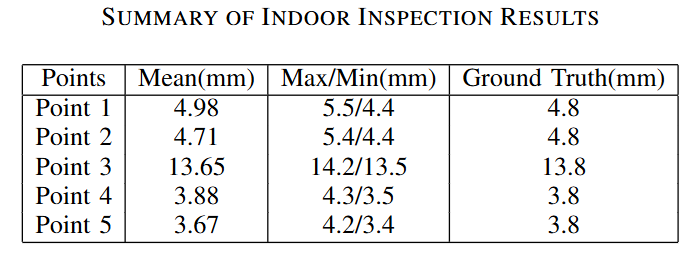 SUMMARY OF INDOOR INSPECTION RESULTS
Points Mean(mm) Max/Min(mm) Ground Truth(mm)
Point 1 4.98 5.5/4.4 4.8
Point 2 4.71 5.4/4.4 4.8
Point 3 13.65 14.2/13.5 13.8
Point 4 3.88 4.3/3.5 3.8
Point 5 3.67 4.2/3.4 3.8